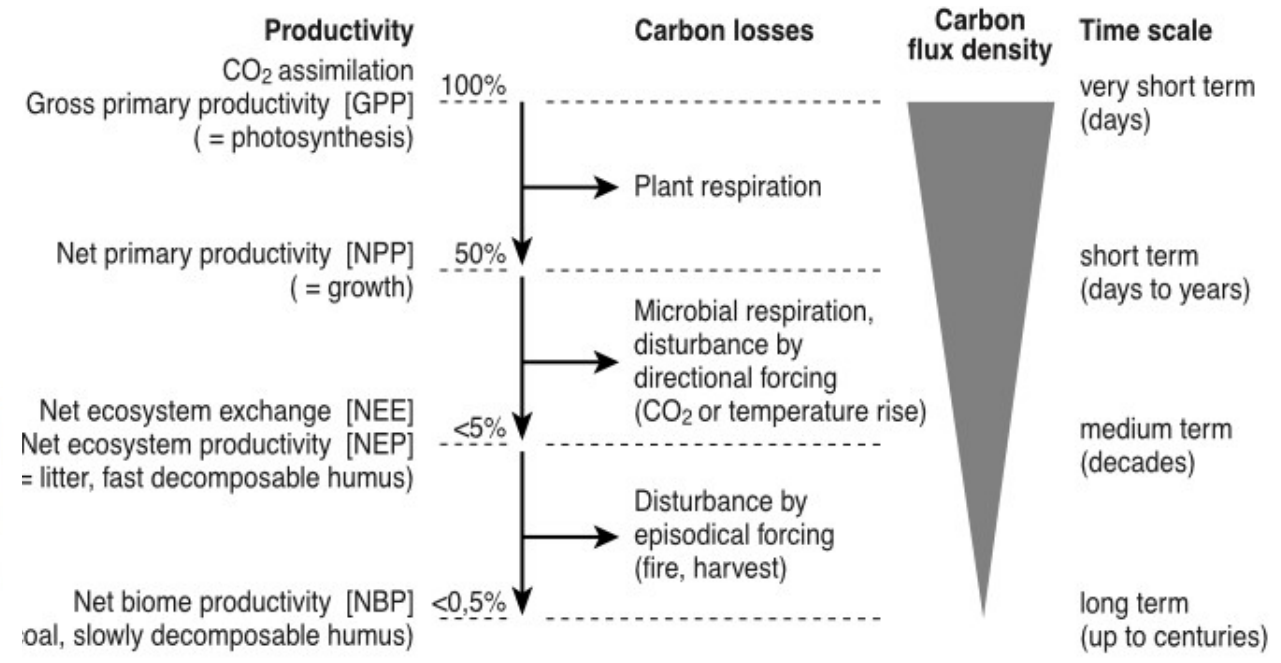 Productivity
Carbon losses
Carbon
flux density
Time scale
CO2 assimilation
Gross primary productivity [GPP]
( = photosynthesis)
100%
very short term
(days)
Plant respiration
Net primary productivity [NPP]
( = growth)
50%
short term
(days to years)
Microbial respiration,
disturbance by
directional forcing
(CO2 or temperature rise)
Net ecosystem exchange [NEE]
Net ecosystem productivity [NEP]
= litter, fast decomposable humus)
<5%
medium term
(decades)
Disturbance by
episodical forcing
(fire, harvest)
Net biome productivity [NBP]
oal, slowly decomposable humus)
<0,5%
long term
(up to centuries)